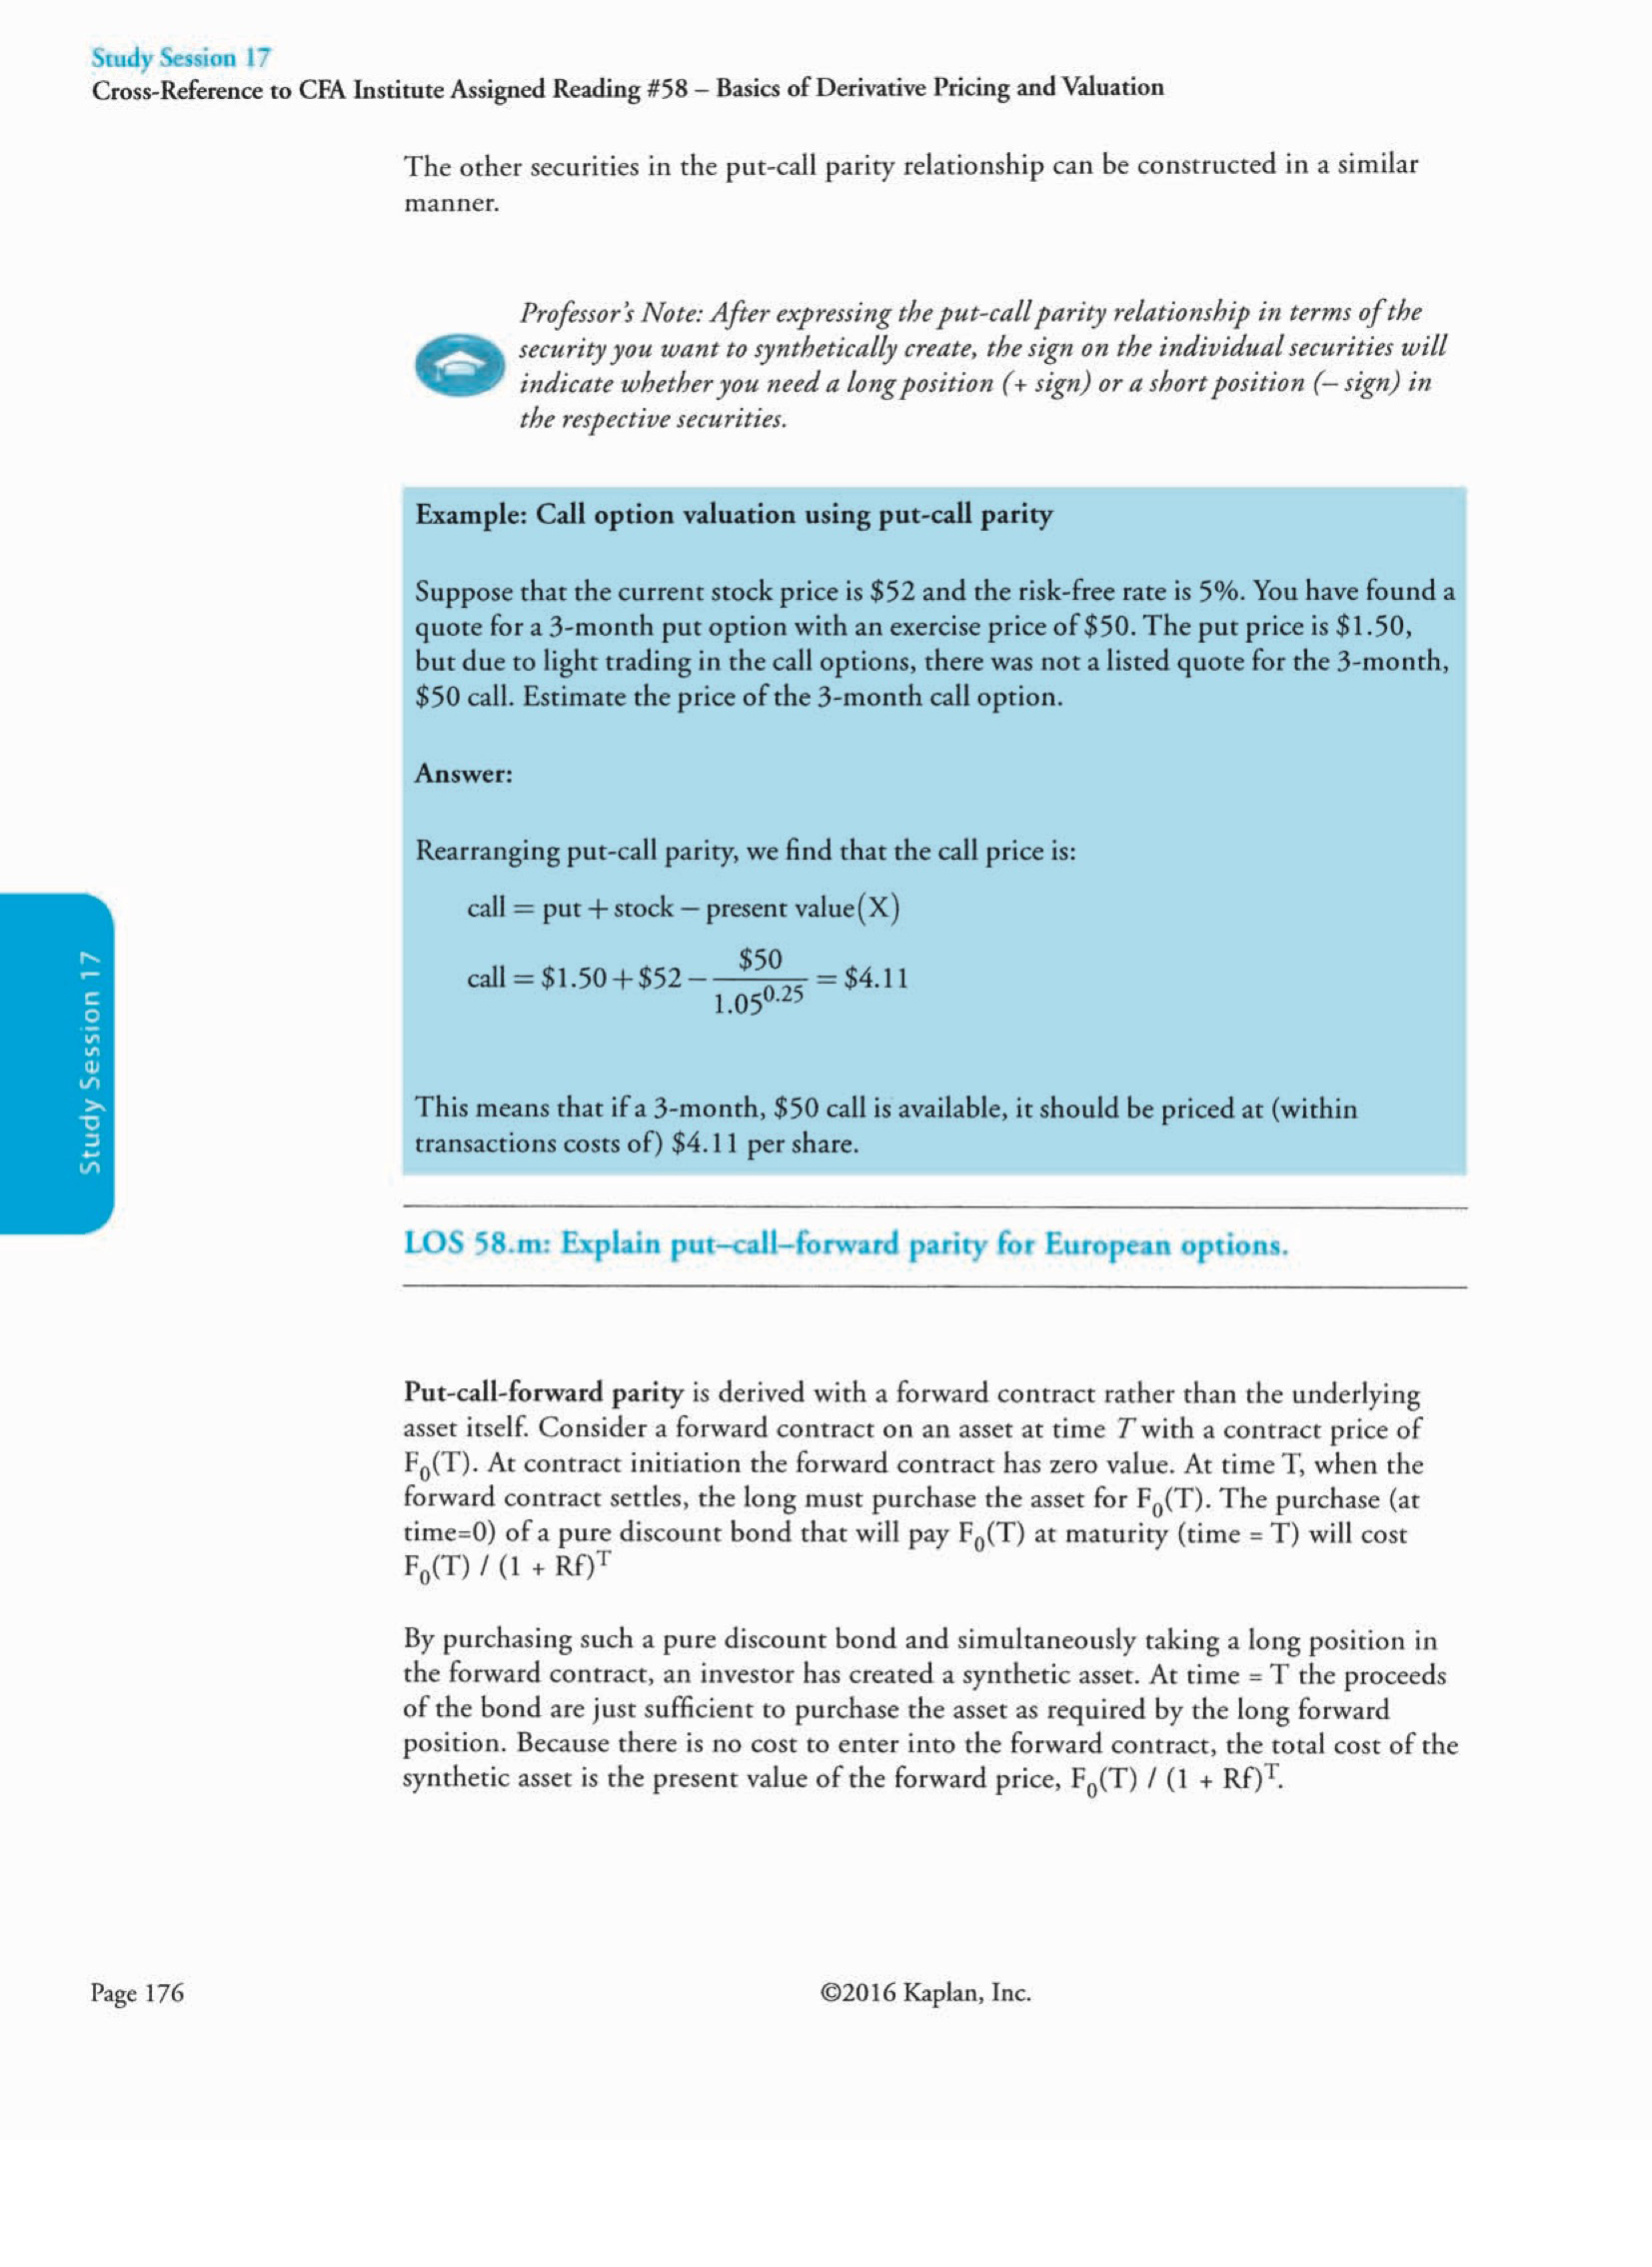 Study Session 17
Cross-Reference to CFA Institute Assigned Reading #58 – Basics of Derivative Pricing and Valuation
The other securities in the put-call parity relationship can be constructed in a similar
manner.
Professor's Note: After expressing the put-call parity relationship in terms of the
security you want to synthetically create, the sign on the individual securities will
indicate whether you need a long position (+ sign) or a short position (– sign) in
the respective securities.
Example: Call option valuation using put-call parity
Suppose that the current stock price is $52 and the risk-free rate is 5%. You have found a
quote for a 3-month put option with an exercise price of $50. The put price is $1.50,
but due to light trading in the call options, there was not a listed quote for the 3-month,
$50 call. Estimate the price of the 3-month call option.
Answer:
Rearranging put-call parity, we find that the call price is:
call = put + stock − present value(X)
call = $1.50 + $52 − $50 / 1.05^0.25 = $4.11
This means that if a 3-month, $50 call is available, it should be priced at (within
transactions costs of) $4.11 per share.
Study Session 17
LOS 58.m: Explain put–call–forward parity for European options.
Put-call-forward parity is derived with a forward contract rather than the underlying
asset itself. Consider a forward contract on an asset at time T with a contract price of
F₀(T). At contract initiation the forward contract has zero value. At time T, when the
forward contract settles, the long must purchase the asset for F₀(T). The purchase (at
time=0) of a pure discount bond that will pay F₀(T) at maturity (time = T) will cost
F₀(T) / (1 + Rf)ᵀ
By purchasing such a pure discount bond and simultaneously taking a long position in
the forward contract, an investor has created a synthetic asset. At time = T the proceeds
of the bond are just sufficient to purchase the asset as required by the long forward
position. Because there is no cost to enter into the forward contract, the total cost of the
synthetic asset is the present value of the forward price, F₀(T) / (1 + Rf)ᵀ.
Page 176
©2016 Kaplan, Inc.